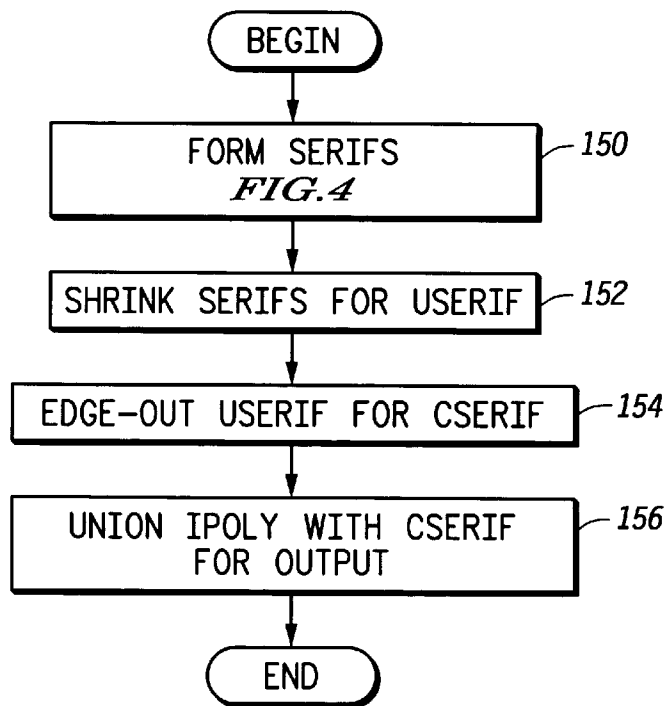 BEGIN
FORM SERIFS
FIG.4
150
SHRINK SERIFS FOR USERIF
152
EDGE-OUT USERIF FOR CSERIF
154
UNION IPOLY WITH CSERIF
FOR OUTPUT
156
END